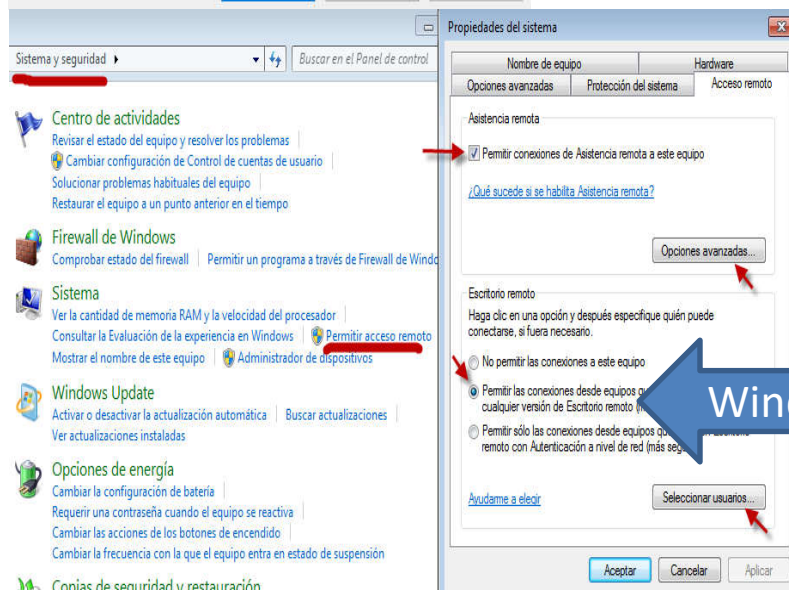 Sistema y seguridad
Buscar en el Panel de control
Centro de actividades
Revisar el estado del equipo y resolver los problemas
Cambiar configuración de Control de cuentas de usuario
Solucionar problemas habituales del equipo
Restaurar el equipo a un punto anterior en el tiempo
Firewall de Windows
Comprobar estado del firewall Permitir un programa a través de Firewall de Windo
Sistema
Ver la cantidad de memoria RAM y la velocidad del procesador
Consultar la Evaluación de la experiencia en Windows Permitir acceso remoto
Mostrar el nombre de este equipo Administrador de dispositivos
Windows Update
Activar o desactivar la actualización automática Buscar actualizaciones
Ver actualizaciones instaladas
Opciones de energía
Cambiar la configuración de batería
Requerir una contraseña cuando el equipo se reactiva
Cambiar las acciones de los botones de encendido
Cambiar la frecuencia con la que el equipo entra en estado de suspensión
Copias de seguridad y restauración
Propiedades del sistema
Nombre de equipo Hardware
Opciones avanzadas Protección del sistema Acceso remoto
Asistencia remota
Permitir conexiones de Asistencia remota a este equipo
¿Qué sucede si se habilita Asistencia remota?
Opciones avanzadas...
Escritorio remoto
Haga clic en una opción y después especifique quién puede
conectarse, si fuera necesario.
No permitir las conexiones a este equipo
Permitir las conexiones desde equipos
cualquier versión de Escritorio remoto
Permitir sólo las conexiones desde equipos
remoto con Autenticación a nivel de red (más
Win
Ayudarme a elegir
Seleccionar usuarios...
Aceptar Cancelar Aplicar